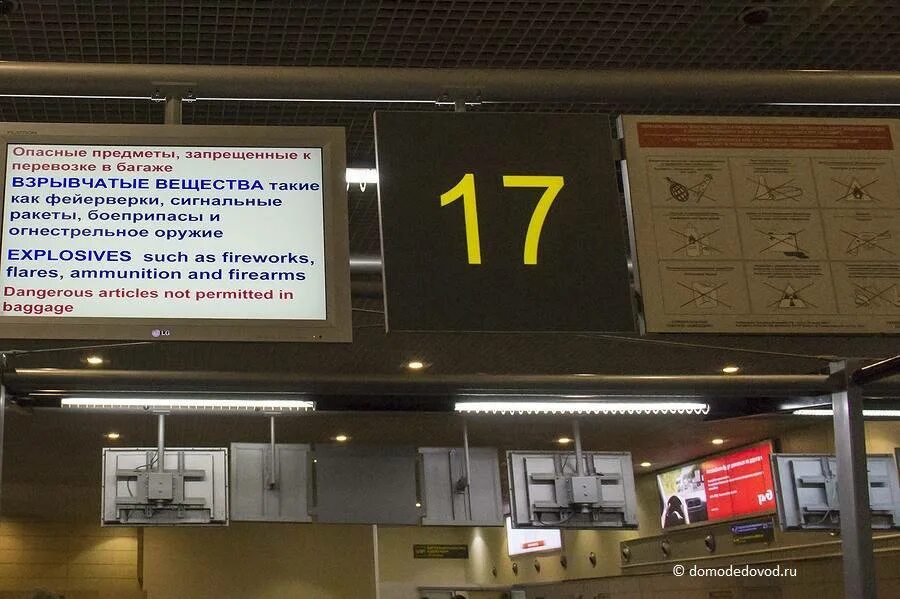 Опасные предметы, запрещенные к
перевозке в багаже
ВЗРЫВЧАТЫЕ ВЕЩЕСТВА такие
как фейерверки, сигнальные
ракеты, боеприпасы и
огнестрельное оружие
EXPLOSIVES such as fireworks,
flares, ammunition and firearms
Dangerous articles not permitted in
baggage
LG
17
© domodedovod.ru